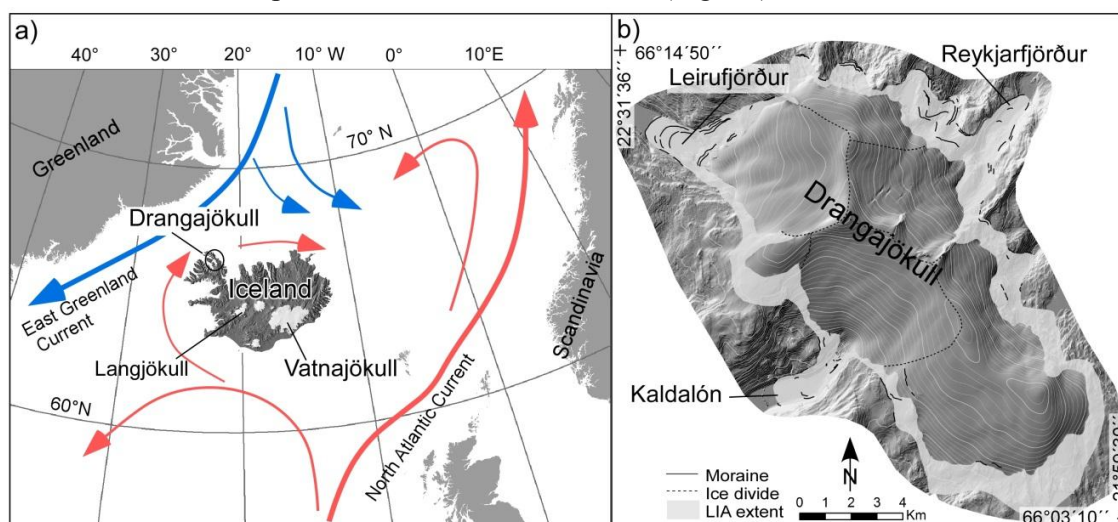 a)
40°
30°
20°
10° W
0°
10°E
70° N
60°N
Greenland
Drangajökull
Iceland
East Greenland
Current
Langjökull
Vatnajökull
North Atlantic Current
Scandinavia
b)
66°14´50´´
22°31´36´´
Leirufjörður
Reykjarfjörður
Drangajökull
Kaldalón
Moraine
Ice divide
LIA extent
N
0 1 2 3 4
Km
66°03´10´´